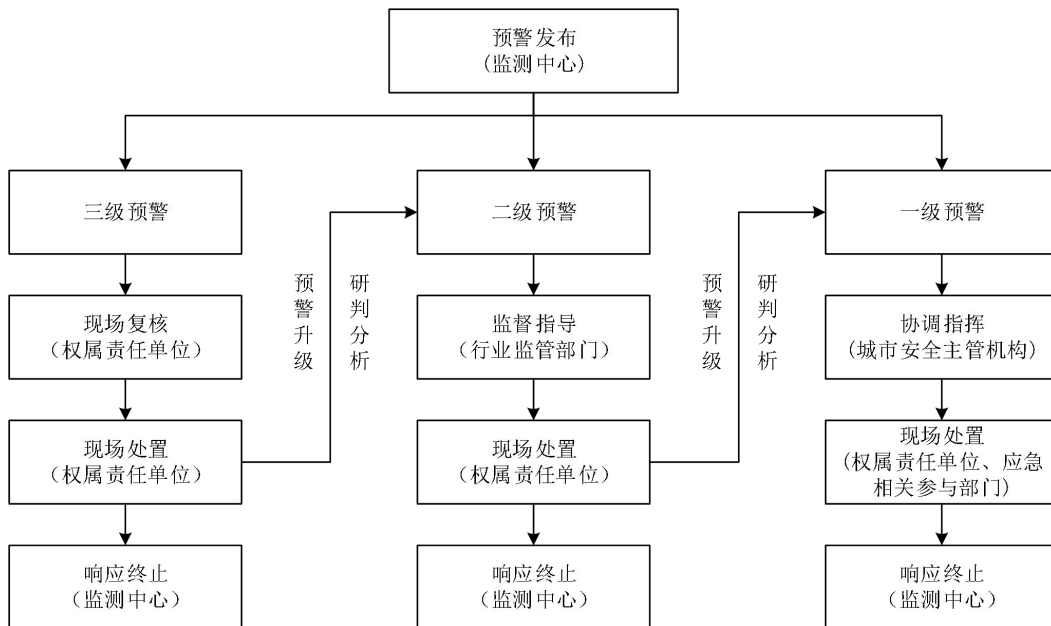 预警发布
(监测中心)
三级预警
二级预警
一级预警
预警升级
研判分析
预警升级
研判分析
现场复核
(权属责任单位)
监督指导
(行业监管部门)
协调指挥
(城市安全主管机构)
现场处置
(权属责任单位)
现场处置
(权属责任单位)
现场处置
(权属责任单位、应急
相关参与部门)
响应终止
(监测中心)
响应终止
(监测中心)
响应终止
(监测中心)